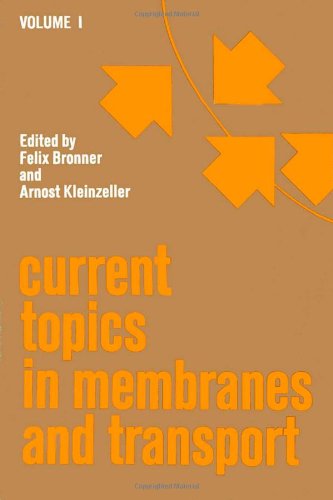 VOLUME I
Edited by
Felix Bronner
and
Arnost Kleinzeller
current
topics
in membranes
and transport